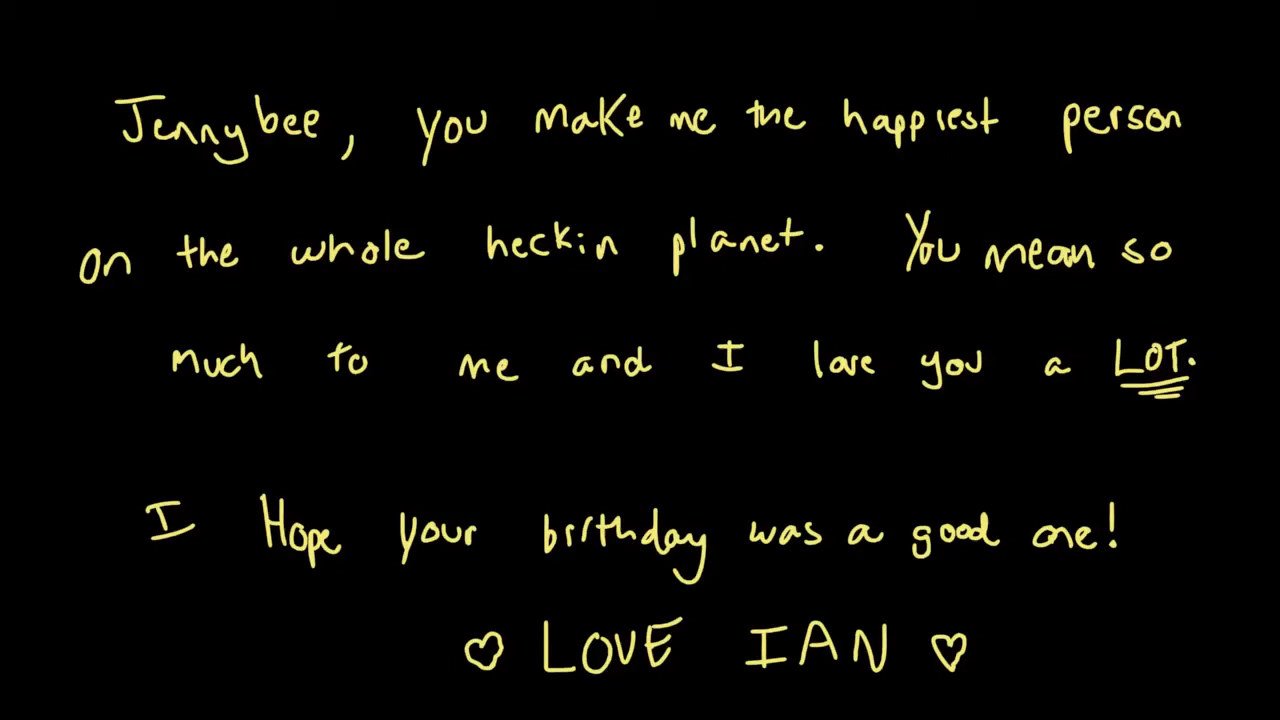 Jennybee, you make me the happiest person
on the whole heckin planet. You mean so
much to me and I love you a LOT.
I Hope your birthday was a good one!
♡ LOVE IAN ♡